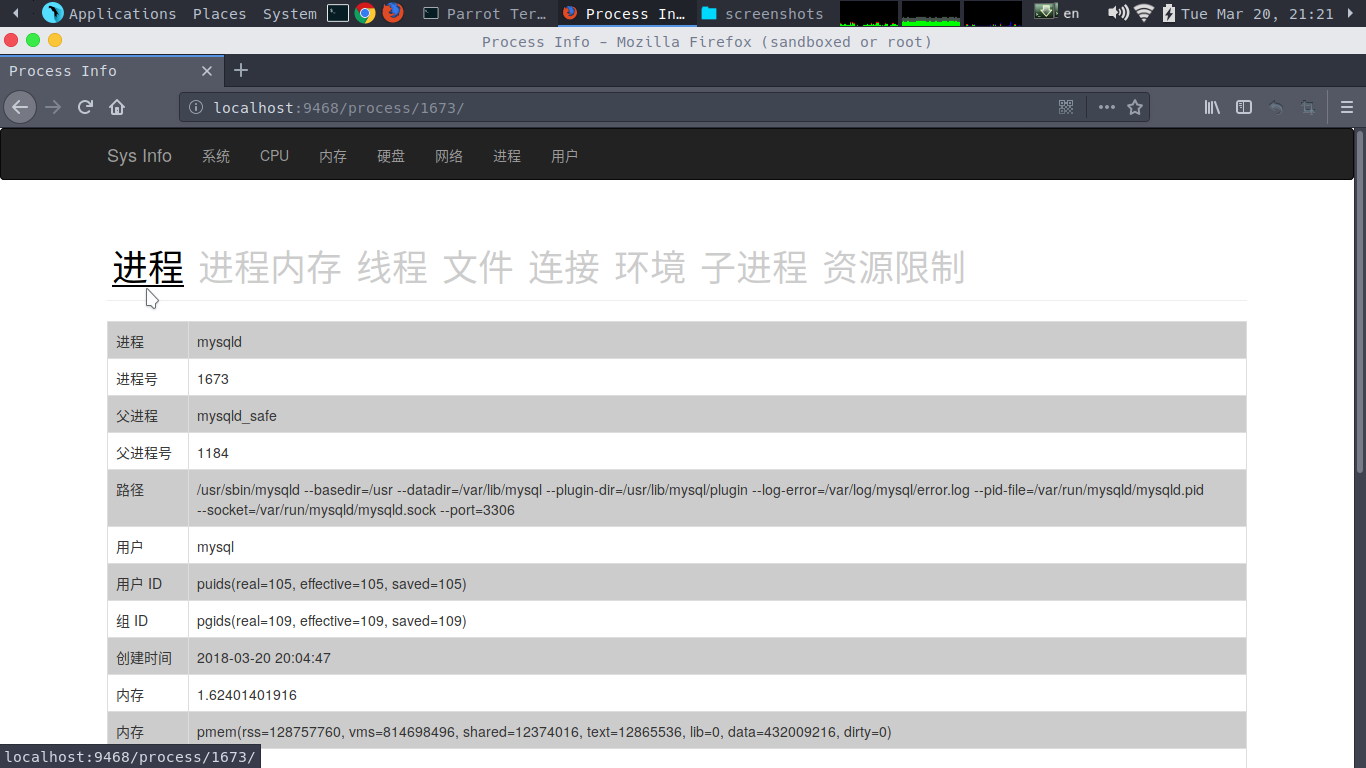 Applications Places System Parrot Ter… Process In… screenshots en Tue Mar 20, 21:21
Process Info - Mozilla Firefox (sandboxed or root)
Process Info
localhost:9468/process/1673/
Sys Info 系统 CPU 内存 硬盘 网络 进程 用户
进程 进程内存 线程 文件 连接 环境 子进程 资源限制
进程 mysqld
进程号 1673
父进程 mysqld_safe
父进程号 1184
路径 /usr/sbin/mysqld --basedir=/usr --datadir=/var/lib/mysql --plugin-dir=/usr/lib/mysql/plugin --log-error=/var/log/mysql/error.log --pid-file=/var/run/mysqld/mysqld.pid
--socket=/var/run/mysqld/mysqld.sock --port=3306
用户 mysql
用户 ID puids(real=105, effective=105, saved=105)
组 ID pgids(real=109, effective=109, saved=109)
创建时间 2018-03-20 20:04:47
内存 1.62401401916
内存 pmem(rss=128757760, vms=814698496, shared=12374016, text=12865536, lib=0, data=432009216, dirty=0)
localhost:9468/process/1673/